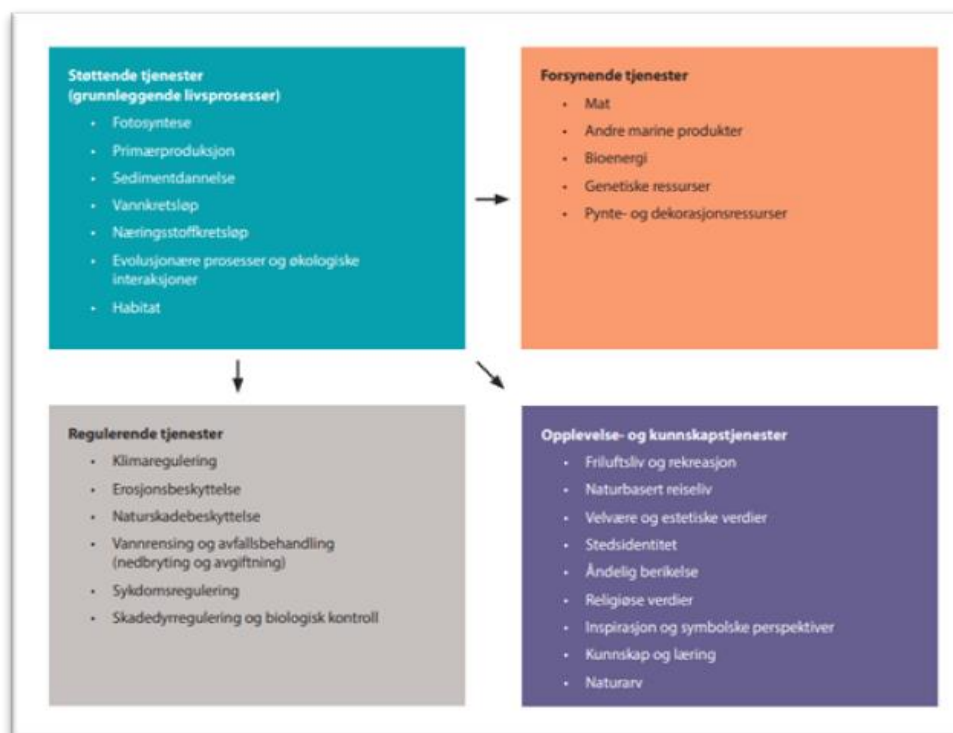 Støttende tjenester
(grunnleggende livsprosesser)
• Fotosyntese
• Primærproduksjon
• Sedimentdannelse
• Vannkretsløp
• Næringsstoffkretsløp
• Evolusjonære prosesser og økologiske
interaksjoner
• Habitat
Forsynende tjenester
• Mat
• Andre marine produkter
• Bioenergi
• Genetiske ressurser
• Pynte- og dekorasjonsressurser
Regulerende tjenester
• Klimaregulering
• Erosjonsbeskyttelse
• Naturskadebeskyttelse
• Vannrensing og avfallsbehandling
(nedbryting og avgiftning)
• Sykdomsregulering
• Skadedyrregulering og biologisk kontroll
Opplevelse- og kunnskapstjenester
• Friluftsliv og rekreasjon
• Naturbasert reiseliv
• Velvære og estetiske verdier
• Stedsidentitet
• Åndelig berikelse
• Religiøse verdier
• Inspirasjon og symbolske perspektiver
• Kunnskap og læring
• Naturarv